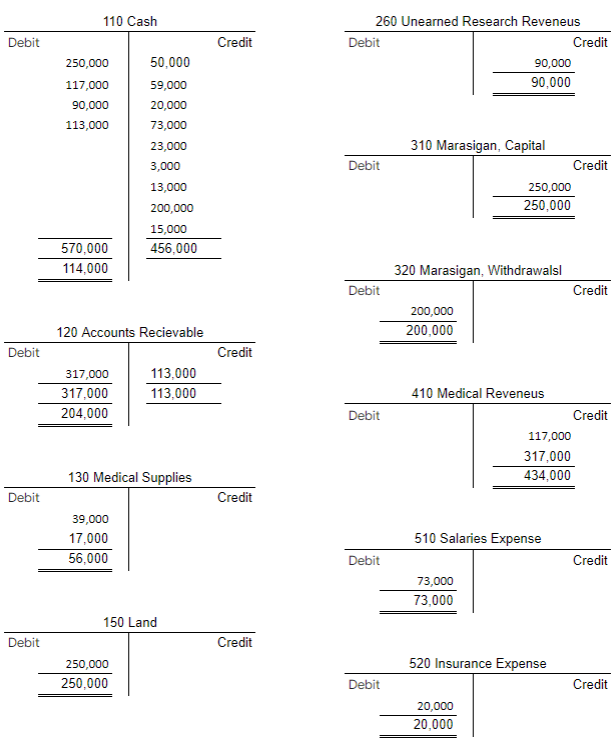 110 Cash
Debit Credit
250,000 50,000
117,000 59,000
90,000 20,000
113,000 73,000
23,000
3,000
13,000
200,000
15,000
570,000 456,000
114,000
120 Accounts Recievable
Debit Credit
317,000 113,000
317,000 113,000
204,000
130 Medical Supplies
Debit Credit
39,000
17,000
56,000
150 Land
Debit Credit
250,000
250,000
260 Unearned Research Reveneus
Debit Credit
90,000
90,000
310 Marasigan, Capital
Debit Credit
250,000
250,000
320 Marasigan, Withdrawalsl
Debit Credit
200,000
200,000
410 Medical Reveneus
Debit Credit
117,000
317,000
434,000
510 Salaries Expense
Debit Credit
73,000
73,000
520 Insurance Expense
Debit Credit
20,000
20,000